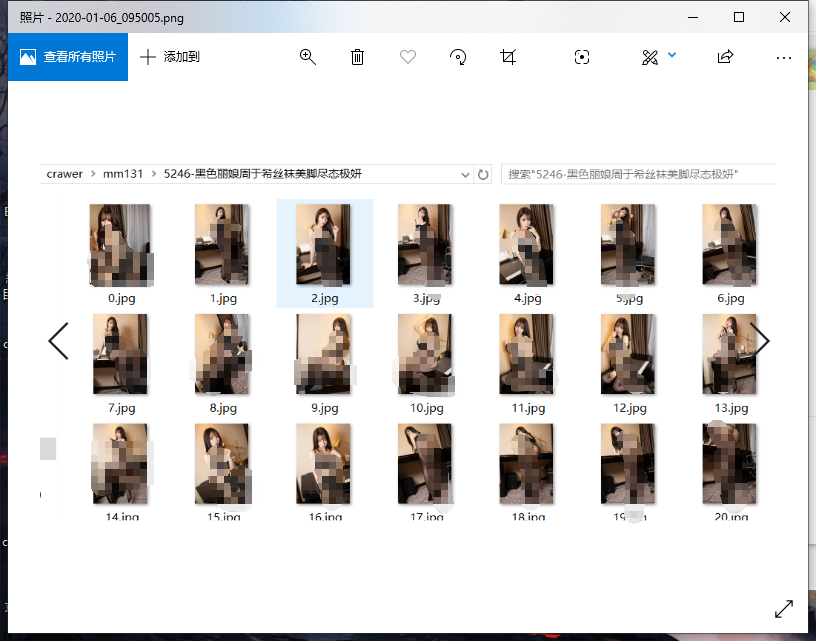 照片 - 2020-01-06_095005.png
查看所有照片 添加到
crawer > mm131 > 5246-黑色丽娘周于希丝袜美脚尽态极妍 搜索"5246-黑色丽娘周于希丝袜美脚尽态极妍"
0.jpg 1.jpg 2.jpg 3.jpg 4.jpg 5.jpg 6.jpg
7.jpg 8.jpg 9.jpg 10.jpg 11.jpg 12.jpg 13.jpg
14.jpg 15.jpg 16.jpg 17.jpg 18.jpg 19.jpg 20.jpg